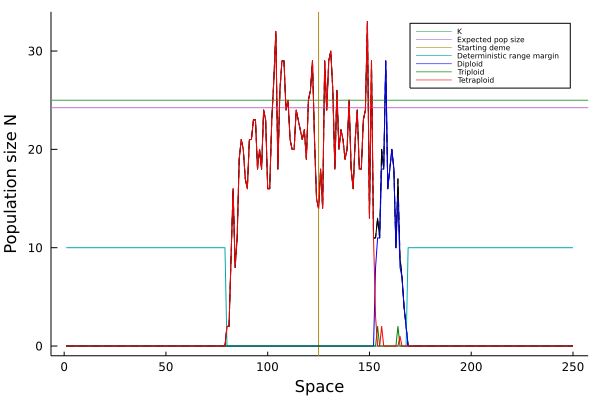 K
Expected pop size
Starting deme
Deterministic range margin
Diploid
Triploid
Tetraploid
Population size N
30
20
10
0
0
50
100
150
200
250
Space